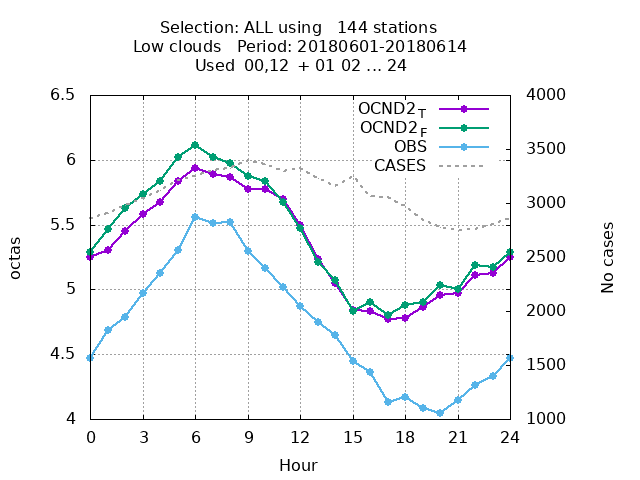 Selection: ALL using   144 stations
Low clouds   Period: 20180601-20180614
Used  00,12  + 01 02 ... 24
6.5
6
5.5
5
4.5
4
octas
4000
3500
3000
2500
2000
1500
1000
No cases
OCND2_T
OCND2_F
OBS
CASES
0 3 6 9 12 15 18 21 24
Hour